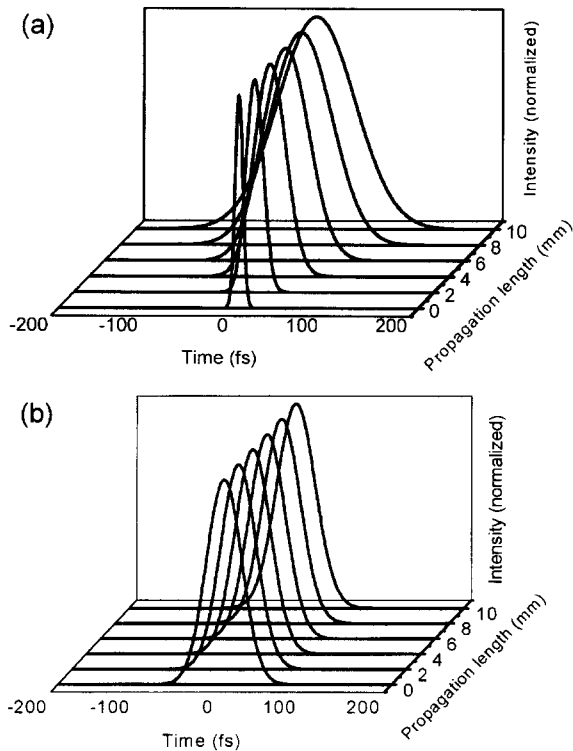 (a)
Intensity (normalized)
10
8
6
4
2
0
Propagation length (mm)
-200
-100
0
100
200
Time (fs)
(b)
Intensity (normalized)
10
8
6
4
2
0
Propagation length (mm)
-200
-100
0
100
200
Time (fs)